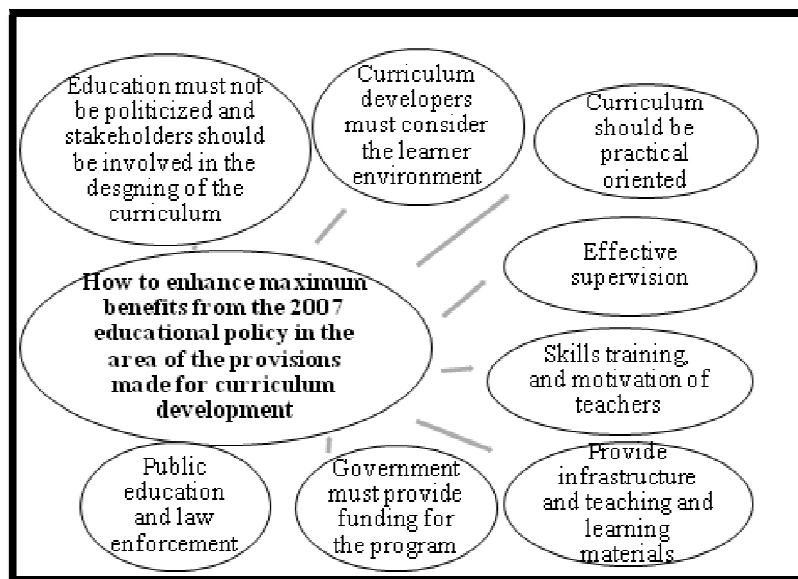 Education must not
be politicized and
stakeholders should
be involved in the
desgning of the
curriculum
Curriculum
developers
must consider
the learner
environment
Curriculum
should be
practical
oriented
How to enhance maximum
benefits from the 2007
educational policy in the
area of the provisions
made for curriculum
development
Effective
supervision
Skills training,
and motivation of
teachers
Public
education
and law
enforcement
Government
must provide
funding for
the program
Provide
infrastructure
and teaching and
learning
materials